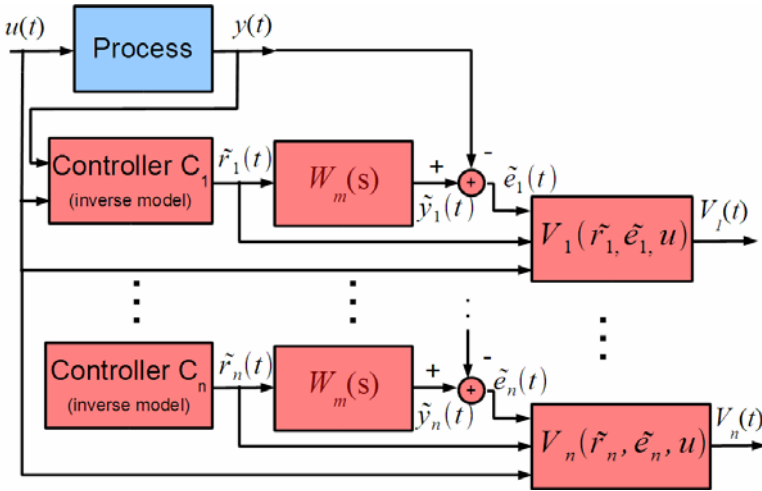 u(t)
y(t)
Process
Controller C₁
(inverse model)
r̃₁(t)
Wₘ(s)
+
-
+
ỹ₁(t)
ẽ₁(t)
V₁(r̃₁, ẽ₁, u)
V₁(t)
Controller Cₙ
(inverse model)
r̃ₙ(t)
Wₘ(s)
+
-
+
ỹₙ(t)
ẽₙ(t)
Vₙ(r̃ₙ, ẽₙ, u)
Vₙ(t)